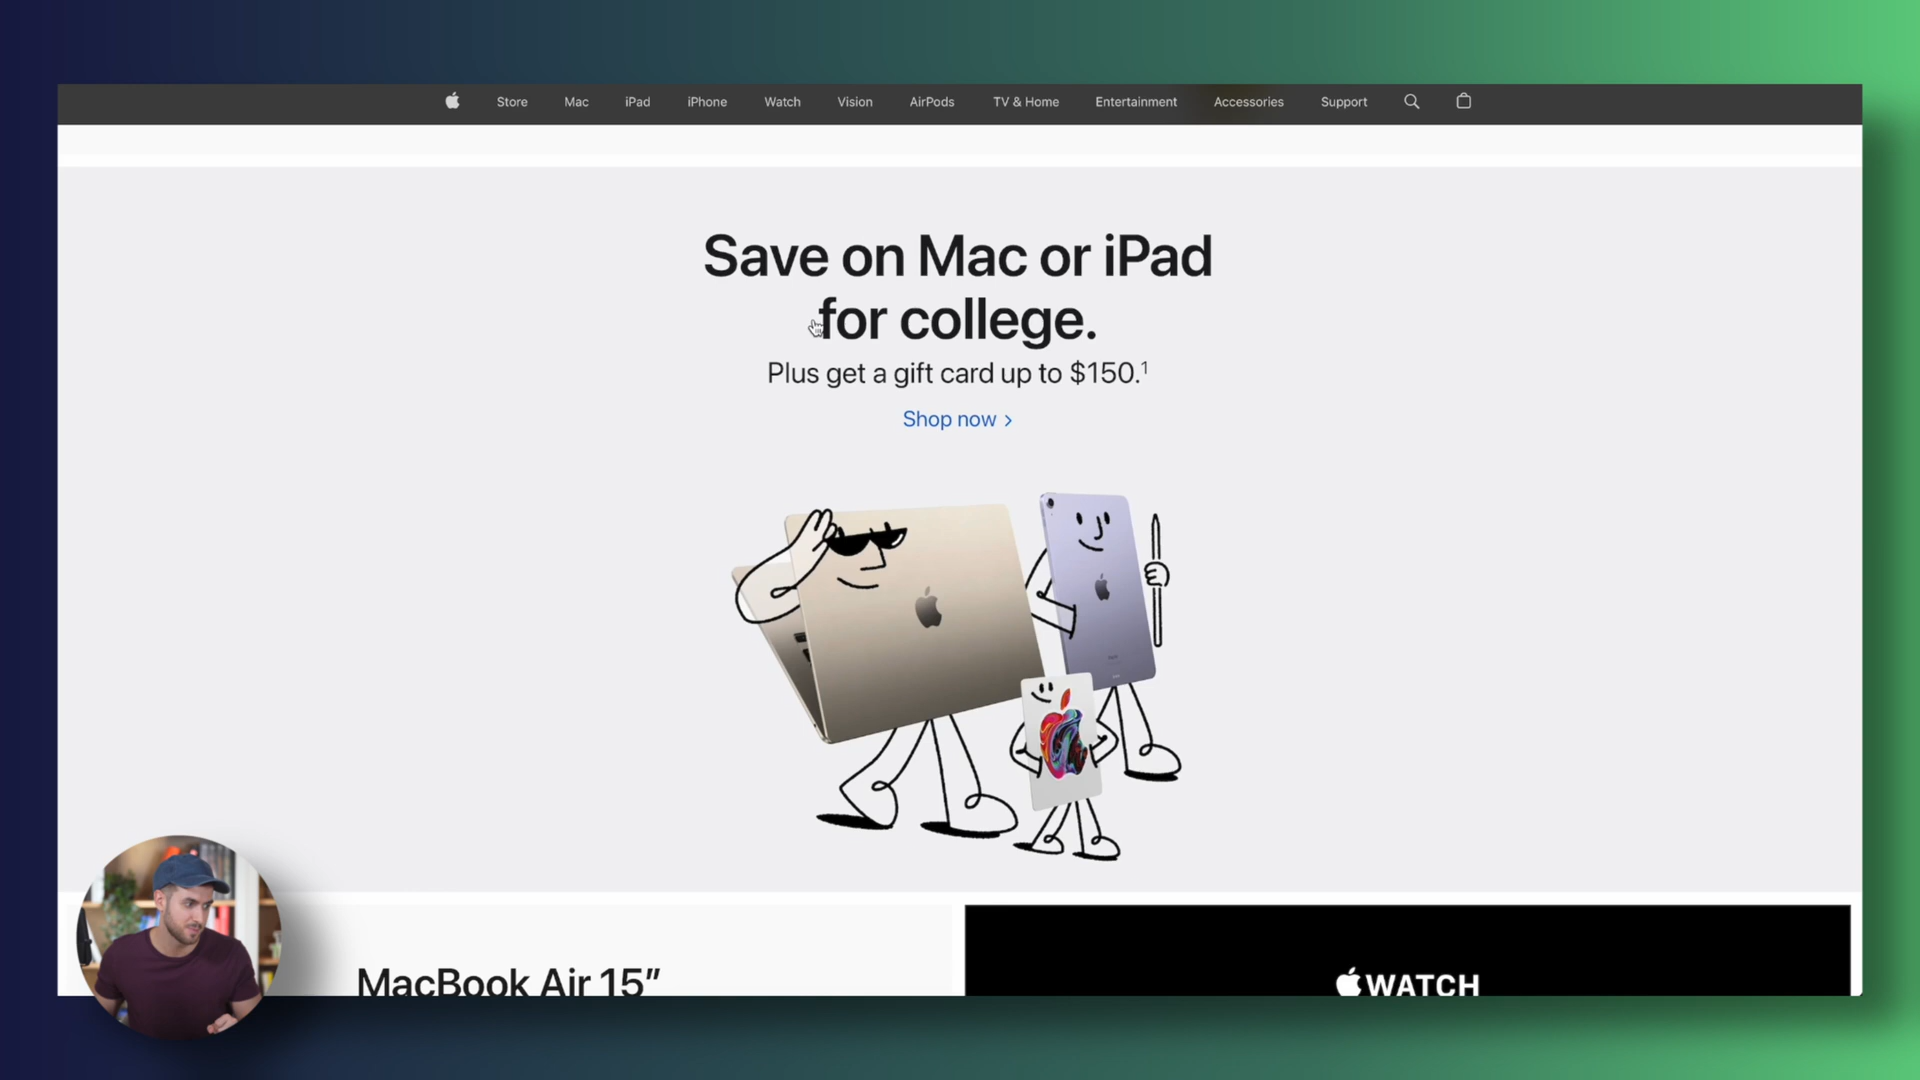 Store Mac iPad iPhone Watch Vision AirPods TV & Home Entertainment Accessories Support
Save on Mac or iPad
for college.
Plus get a gift card up to $150.¹
Shop now >
MacBook Air 15″
WATCH